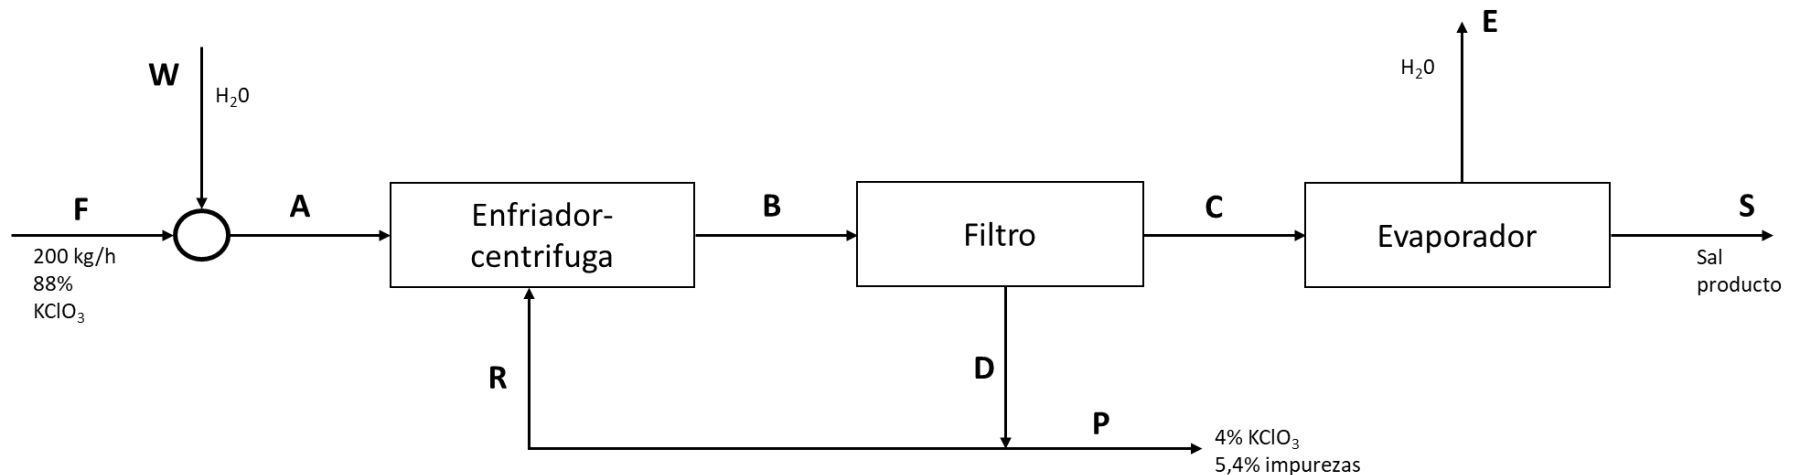 E
W
H₂0
H₂0
F
A
B
C
S
200 kg/h
88%
KClO₃
Enfriador-
centrifuga
Filtro
Evaporador
Sal
producto
R
D
P
4% KClO₃
5,4% impurezas